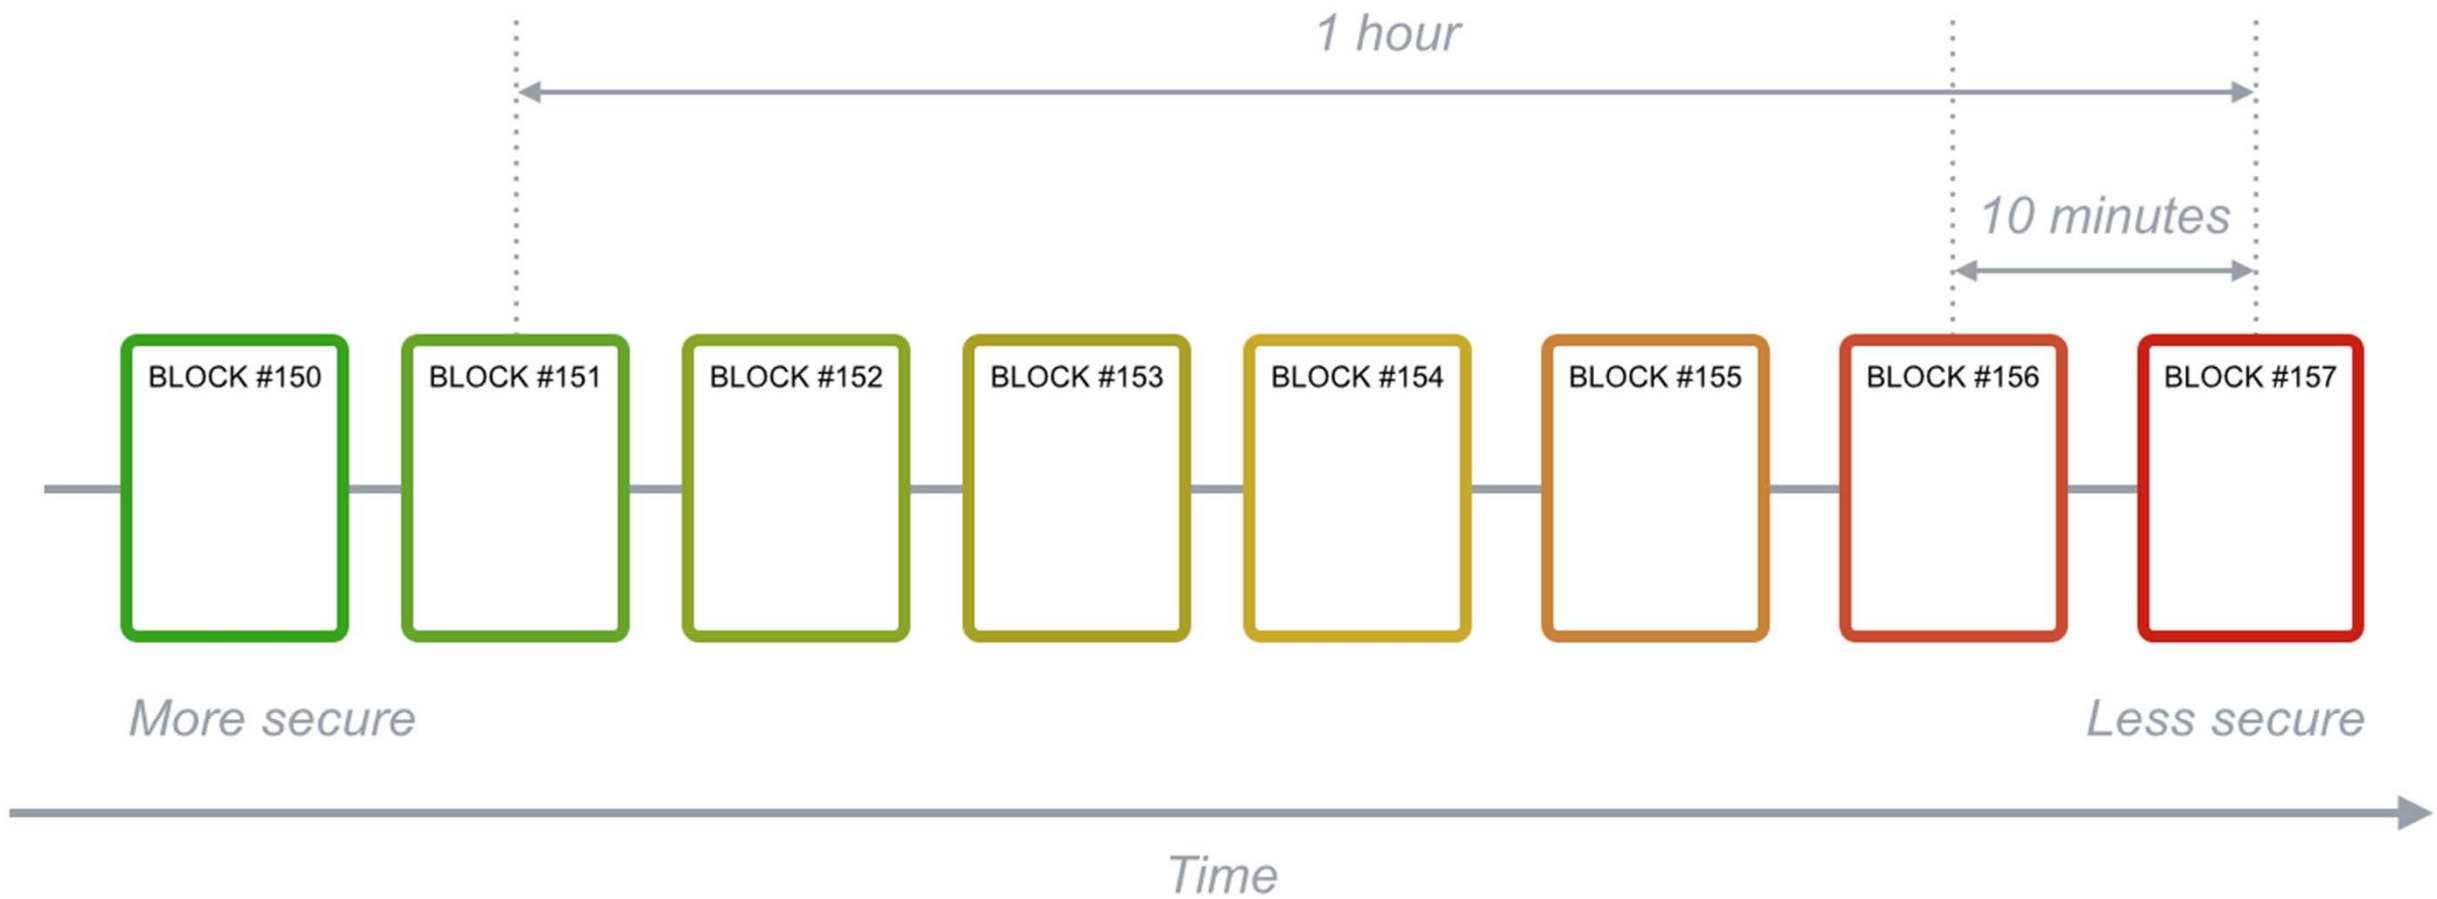 1 hour
10 minutes
BLOCK #150
BLOCK #151
BLOCK #152
BLOCK #153
BLOCK #154
BLOCK #155
BLOCK #156
BLOCK #157
More secure
Less secure
Time